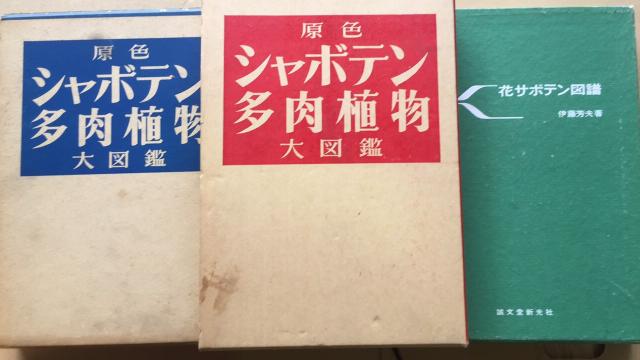 原色
シャボテン
多肉植物
大図鑑
原色
シャボテン
多肉植物
大図鑑
花サボテン図譜
伊藤芳夫著
誠文堂新光社